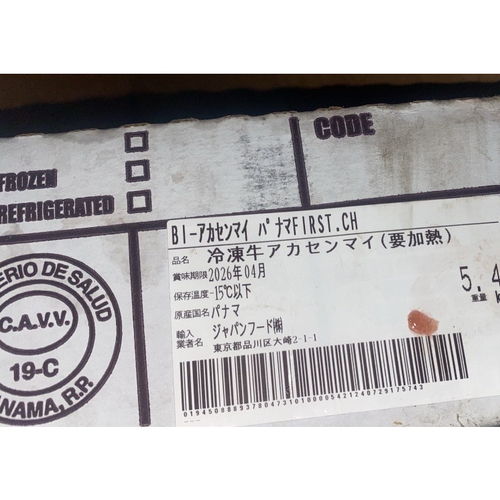 CODE
FROZEN
REFRIGERATED
BI-アカセンマイ パナマFIRST.CH
品名 冷凍牛アカセンマイ(要加熱)
賞味期限 2026年04月
保存温度 -15℃以下
原産国名 パナマ
輸入業者名 ジャパンフード㈱
東京都品川区大崎2-1-1
5.4
重量
ERIO DE SALUD
C.A.V.V.
19-C
ANAMA, R.P.